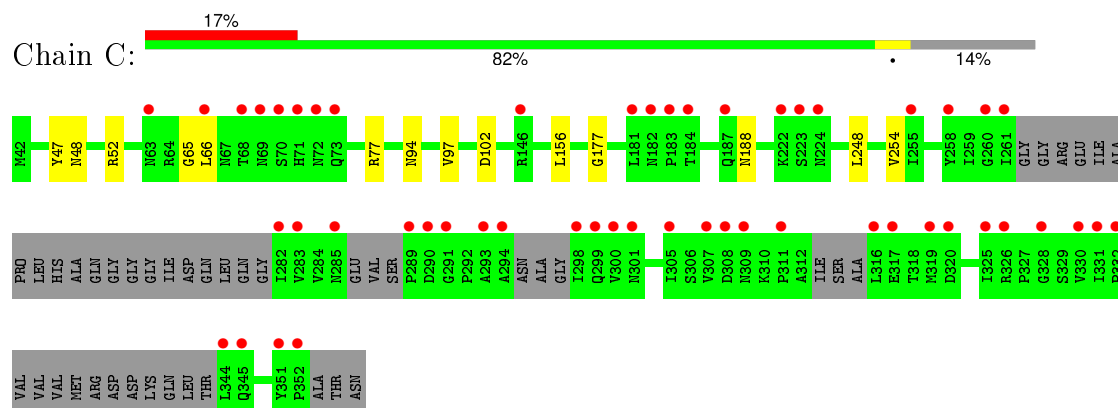 17%
Chain C:
82% • 14%
M42 Y47 N48 R52 N63 R64 G65 L66 N67 T68 N69 S70 H71 N72 Q73 R77 N94 V97 D102 R146 L156 G177 L181 N182 P183 T184 Q187 N188 K222 S223 N224 L248 V254 I255 Y258 I259 G260 I261 GLY GLY ARG GLU ILE ALA
PRO LEU HIS ALA GLN GLY GLY GLY ILE ASP GLN LEU GLN GLY I282 V283 V284 N285 GLU VAL SER P289 D290 G291 P292 A293 A294 ASN ALA GLY I298 Q299 V300 N301 I305 S306 V307 D308 N309 K310 P311 A312 ILE SER ALA L316 E317 T318 M319 D320 I325 R326 P327 G328 S329 V330 I331
VAL VAL VAL MET ARG ASP ASP LYS GLN LEU THR L344 Q345 Y351 P352 ALA THR ASN